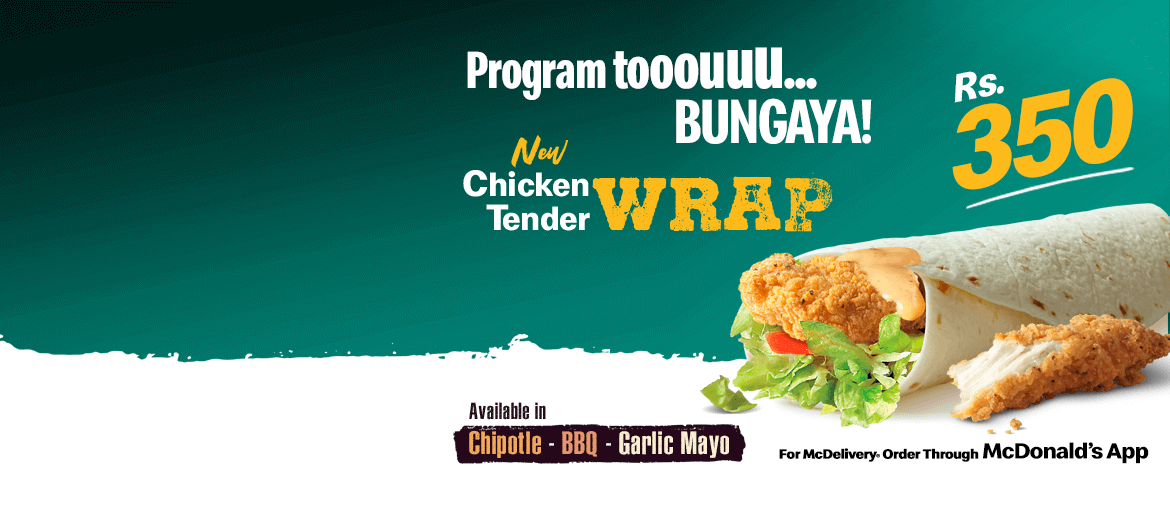 Program tooouuu...
BUNGAYA!
Rs.
350
New
Chicken
Tender
WRAP
Available in
Chipotle - BBQ - Garlic Mayo
For McDelivery® Order Through McDonald's App